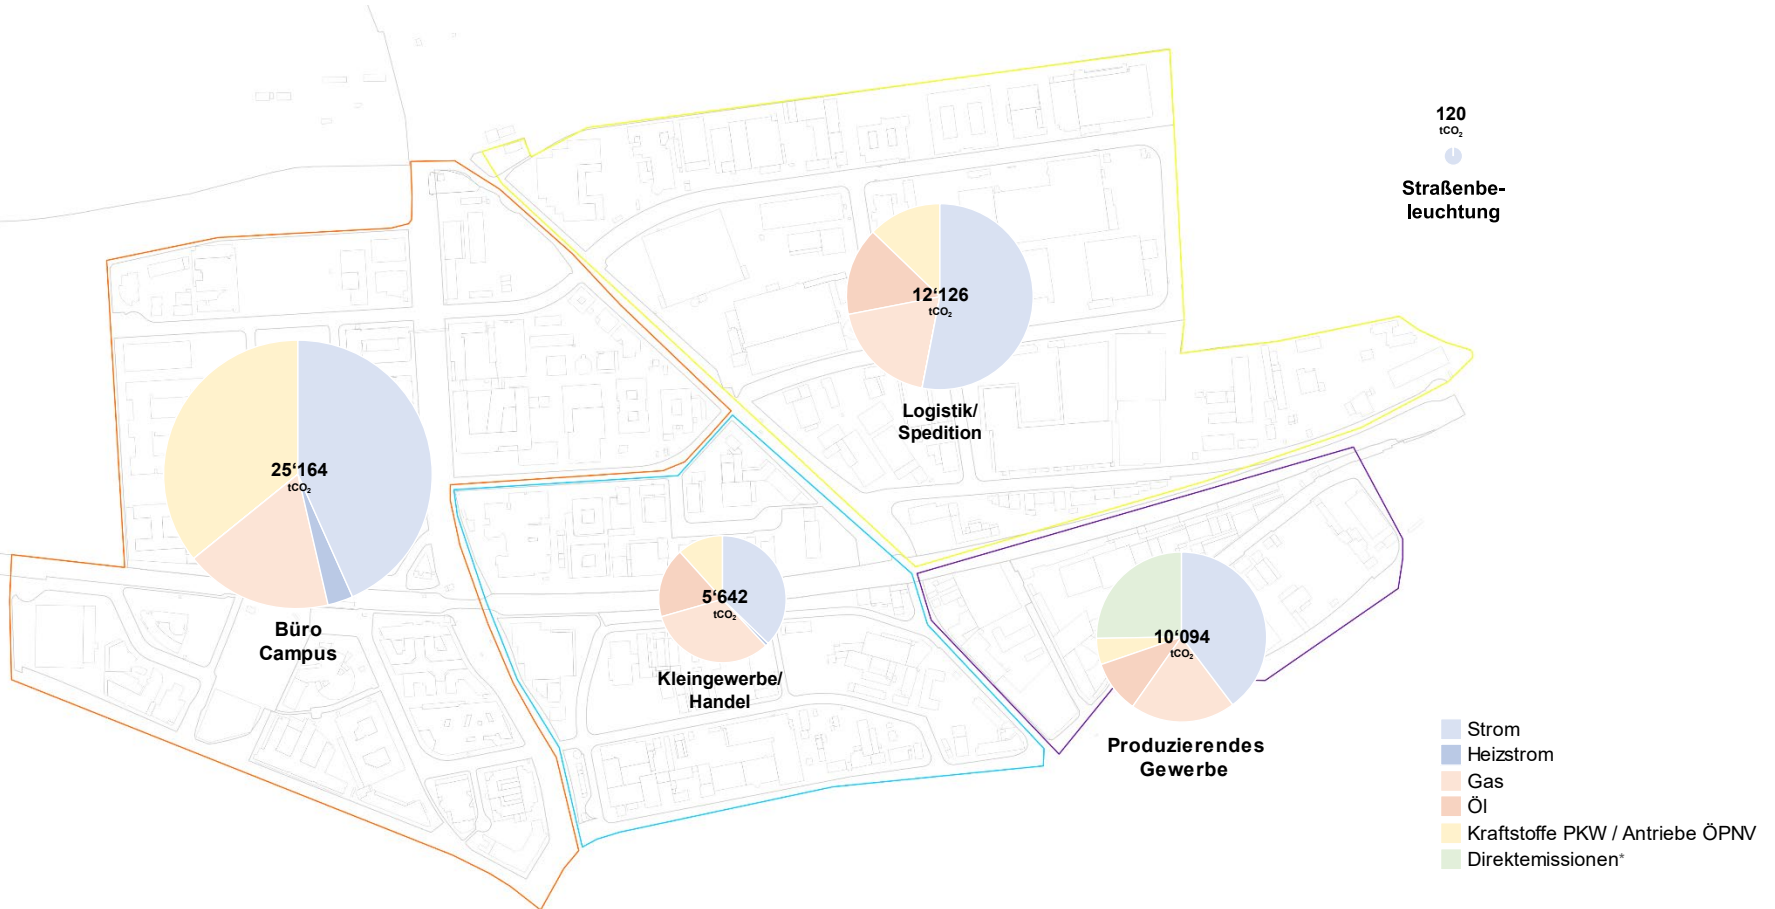 120
tCO₂
Straßenbe-
leuchtung
12‘126
tCO₂
Logistik/
Spedition
25‘164
tCO₂
Büro
Campus
5‘642
tCO₂
Kleingewerbe/
Handel
10‘094
tCO₂
Produzierendes
Gewerbe
Strom
Heizstrom
Gas
Öl
Kraftstoffe PKW / Antriebe ÖPNV
Direktemissionen*